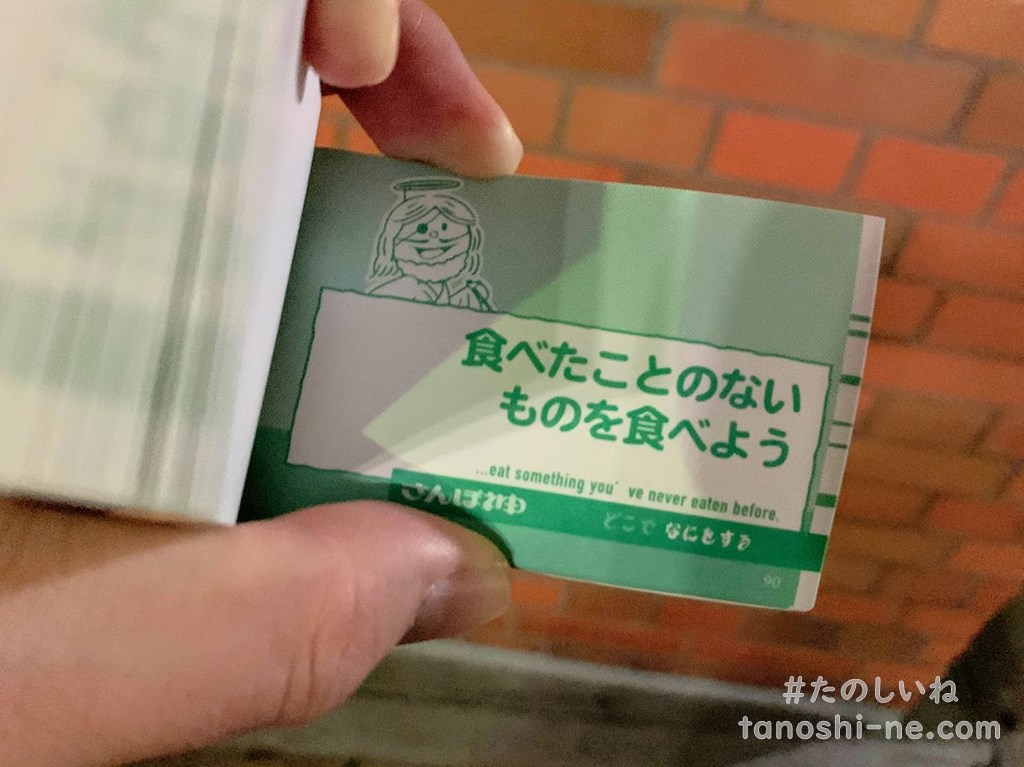 食べたことのない
ものを食べよう
...eat something you've never eaten before.
さんぽ神
どこで なにをする
90
#たのしいね
tanoshi-ne.com